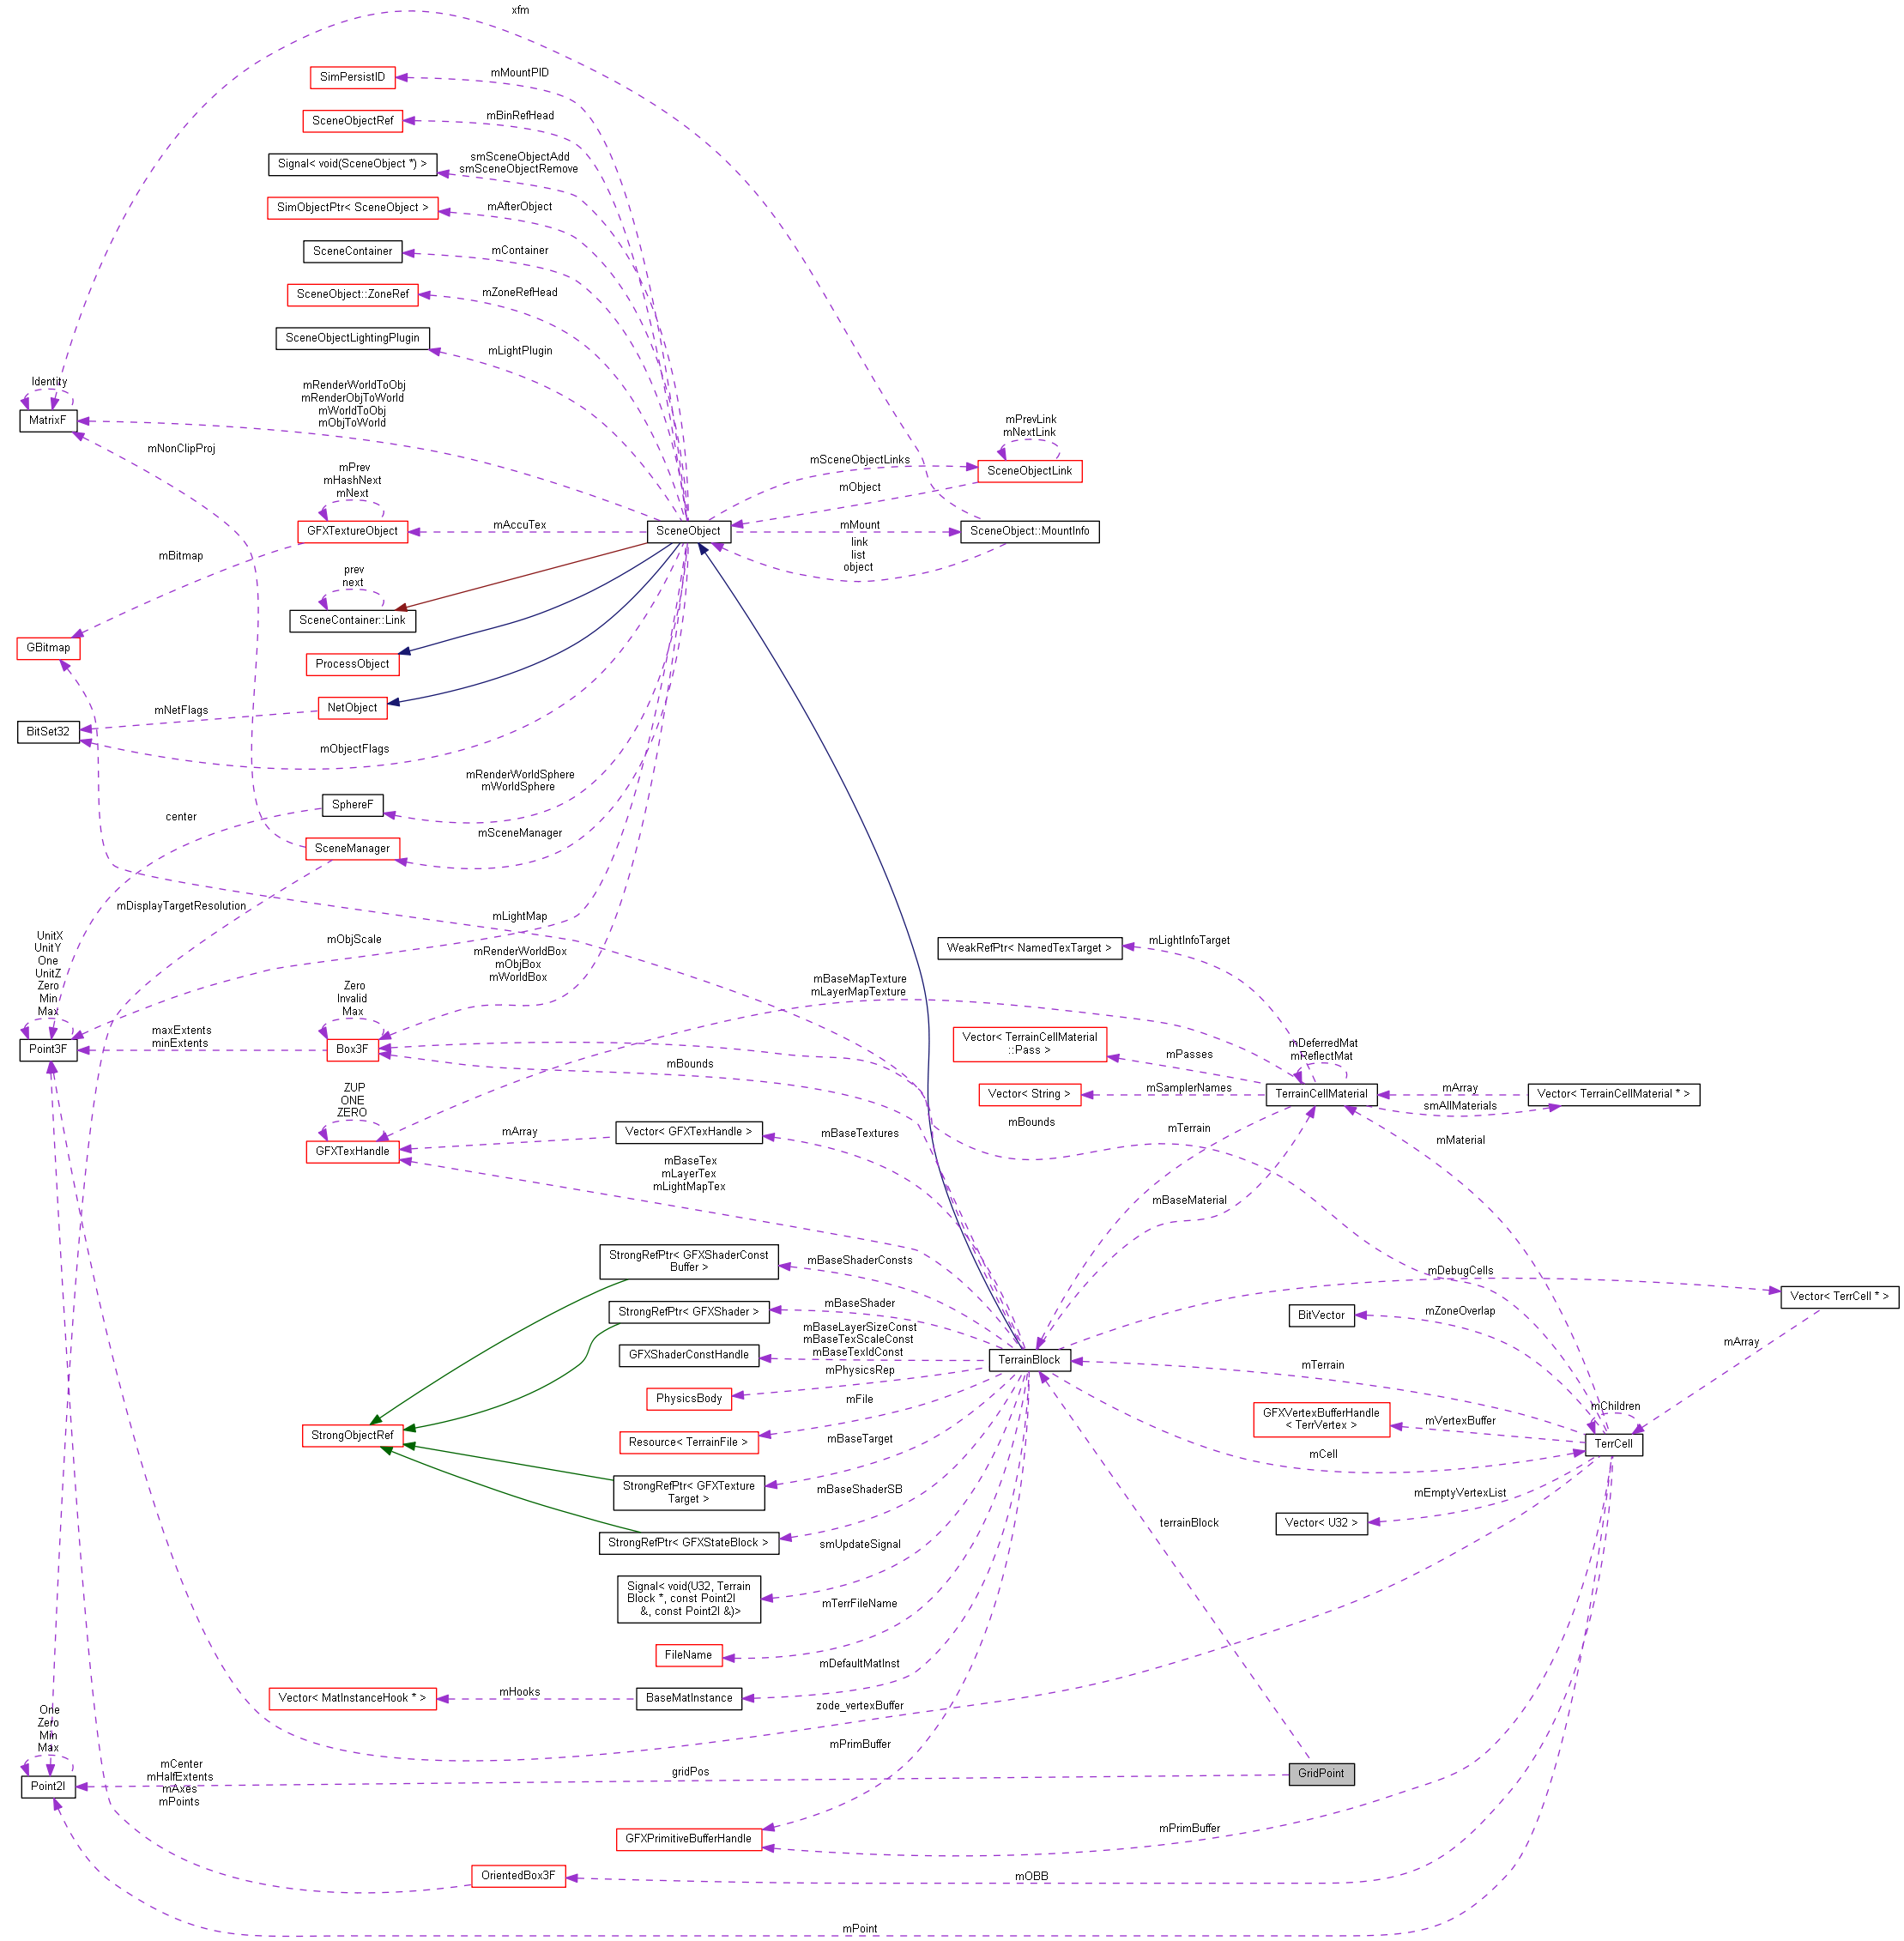 xfm
SimPersistID
mMountPID
SceneObjectRef
mBinRefHead
Signal< void(SceneObject *) >
smSceneObjectAdd
smSceneObjectRemove
SimObjectPtr< SceneObject >
mAfterObject
SceneContainer
mContainer
SceneObject::ZoneRef
mZoneRefHead
SceneObjectLightingPlugin
mLightPlugin
Identity
MatrixF
mRenderWorldToObj
mRenderObjToWorld
mWorldToObj
mObjToWorld
mNonClipProj
mPrev
mHashNext
mNext
GFXTextureObject
mAccuTex
SceneObject
mSceneObjectLinks
mObject
mPrevLink
mNextLink
SceneObjectLink
mMount
SceneObject::MountInfo
link
list
object
mBitmap
prev
next
SceneContainer::Link
GBitmap
ProcessObject
NetObject
mNetFlags
BitSet32
mObjectFlags
mRenderWorldSphere
mWorldSphere
SphereF
center
mSceneManager
SceneManager
mDisplayTargetResolution
mLightMap
mObjScale
mRenderWorldBox
mObjBox
mWorldBox
UnitX
UnitY
One
UnitZ
Zero
Min
Max
Point3F
maxExtents
minExtents
Zero
Invalid
Max
Box3F
mBounds
WeakRefPtr< NamedTexTarget >
mLightInfoTarget
mBaseMapTexture
mLayerMapTexture
Vector< TerrainCellMaterial
::Pass >
mPasses
mDeferredMat
mReflectMat
Vector< String >
mSamplerNames
TerrainCellMaterial
mArray
smAllMaterials
Vector< TerrainCellMaterial * >
ZUP
ONE
ZERO
GFXTexHandle
mArray
Vector< GFXTexHandle >
mBaseTextures
mBounds
mTerrain
mMaterial
mBaseTex
mLayerTex
mLightMapTex
mBaseMaterial
StrongRefPtr< GFXShaderConst
Buffer >
mBaseShaderConsts
mDebugCells
Vector< TerrCell * >
StrongRefPtr< GFXShader >
mBaseShader
BitVector
mZoneOverlap
mArray
GFXShaderConstHandle
mBaseLayerSizeConst
mBaseTexScaleConst
mBaseTexIdConst
TerrainBlock
mTerrain
PhysicsBody
mPhysicsRep
mFile
GFXVertexBufferHandle
< TerrVertex >
mVertexBuffer
mChildren
TerrCell
StrongObjectRef
Resource< TerrainFile >
mBaseTarget
mCell
StrongRefPtr< GFXTexture
Target >
mBaseShaderSB
mEmptyVertexList
Vector< U32 >
terrainBlock
StrongRefPtr< GFXStateBlock >
smUpdateSignal
Signal< void(U32, Terrain
Block *, const Point2I
&, const Point2I &)>
mTerrFileName
FileName
mDefaultMatInst
Vector< MatInstanceHook * >
mHooks
BaseMatInstance
zode_vertexBuffer
One
Zero
Min
Max
mPrimBuffer
Point2I
mCenter
mHalfExtents
mAxes
mPoints
gridPos
GridPoint
GFXPrimitiveBufferHandle
mPrimBuffer
OrientedBox3F
mOBB
mPoint